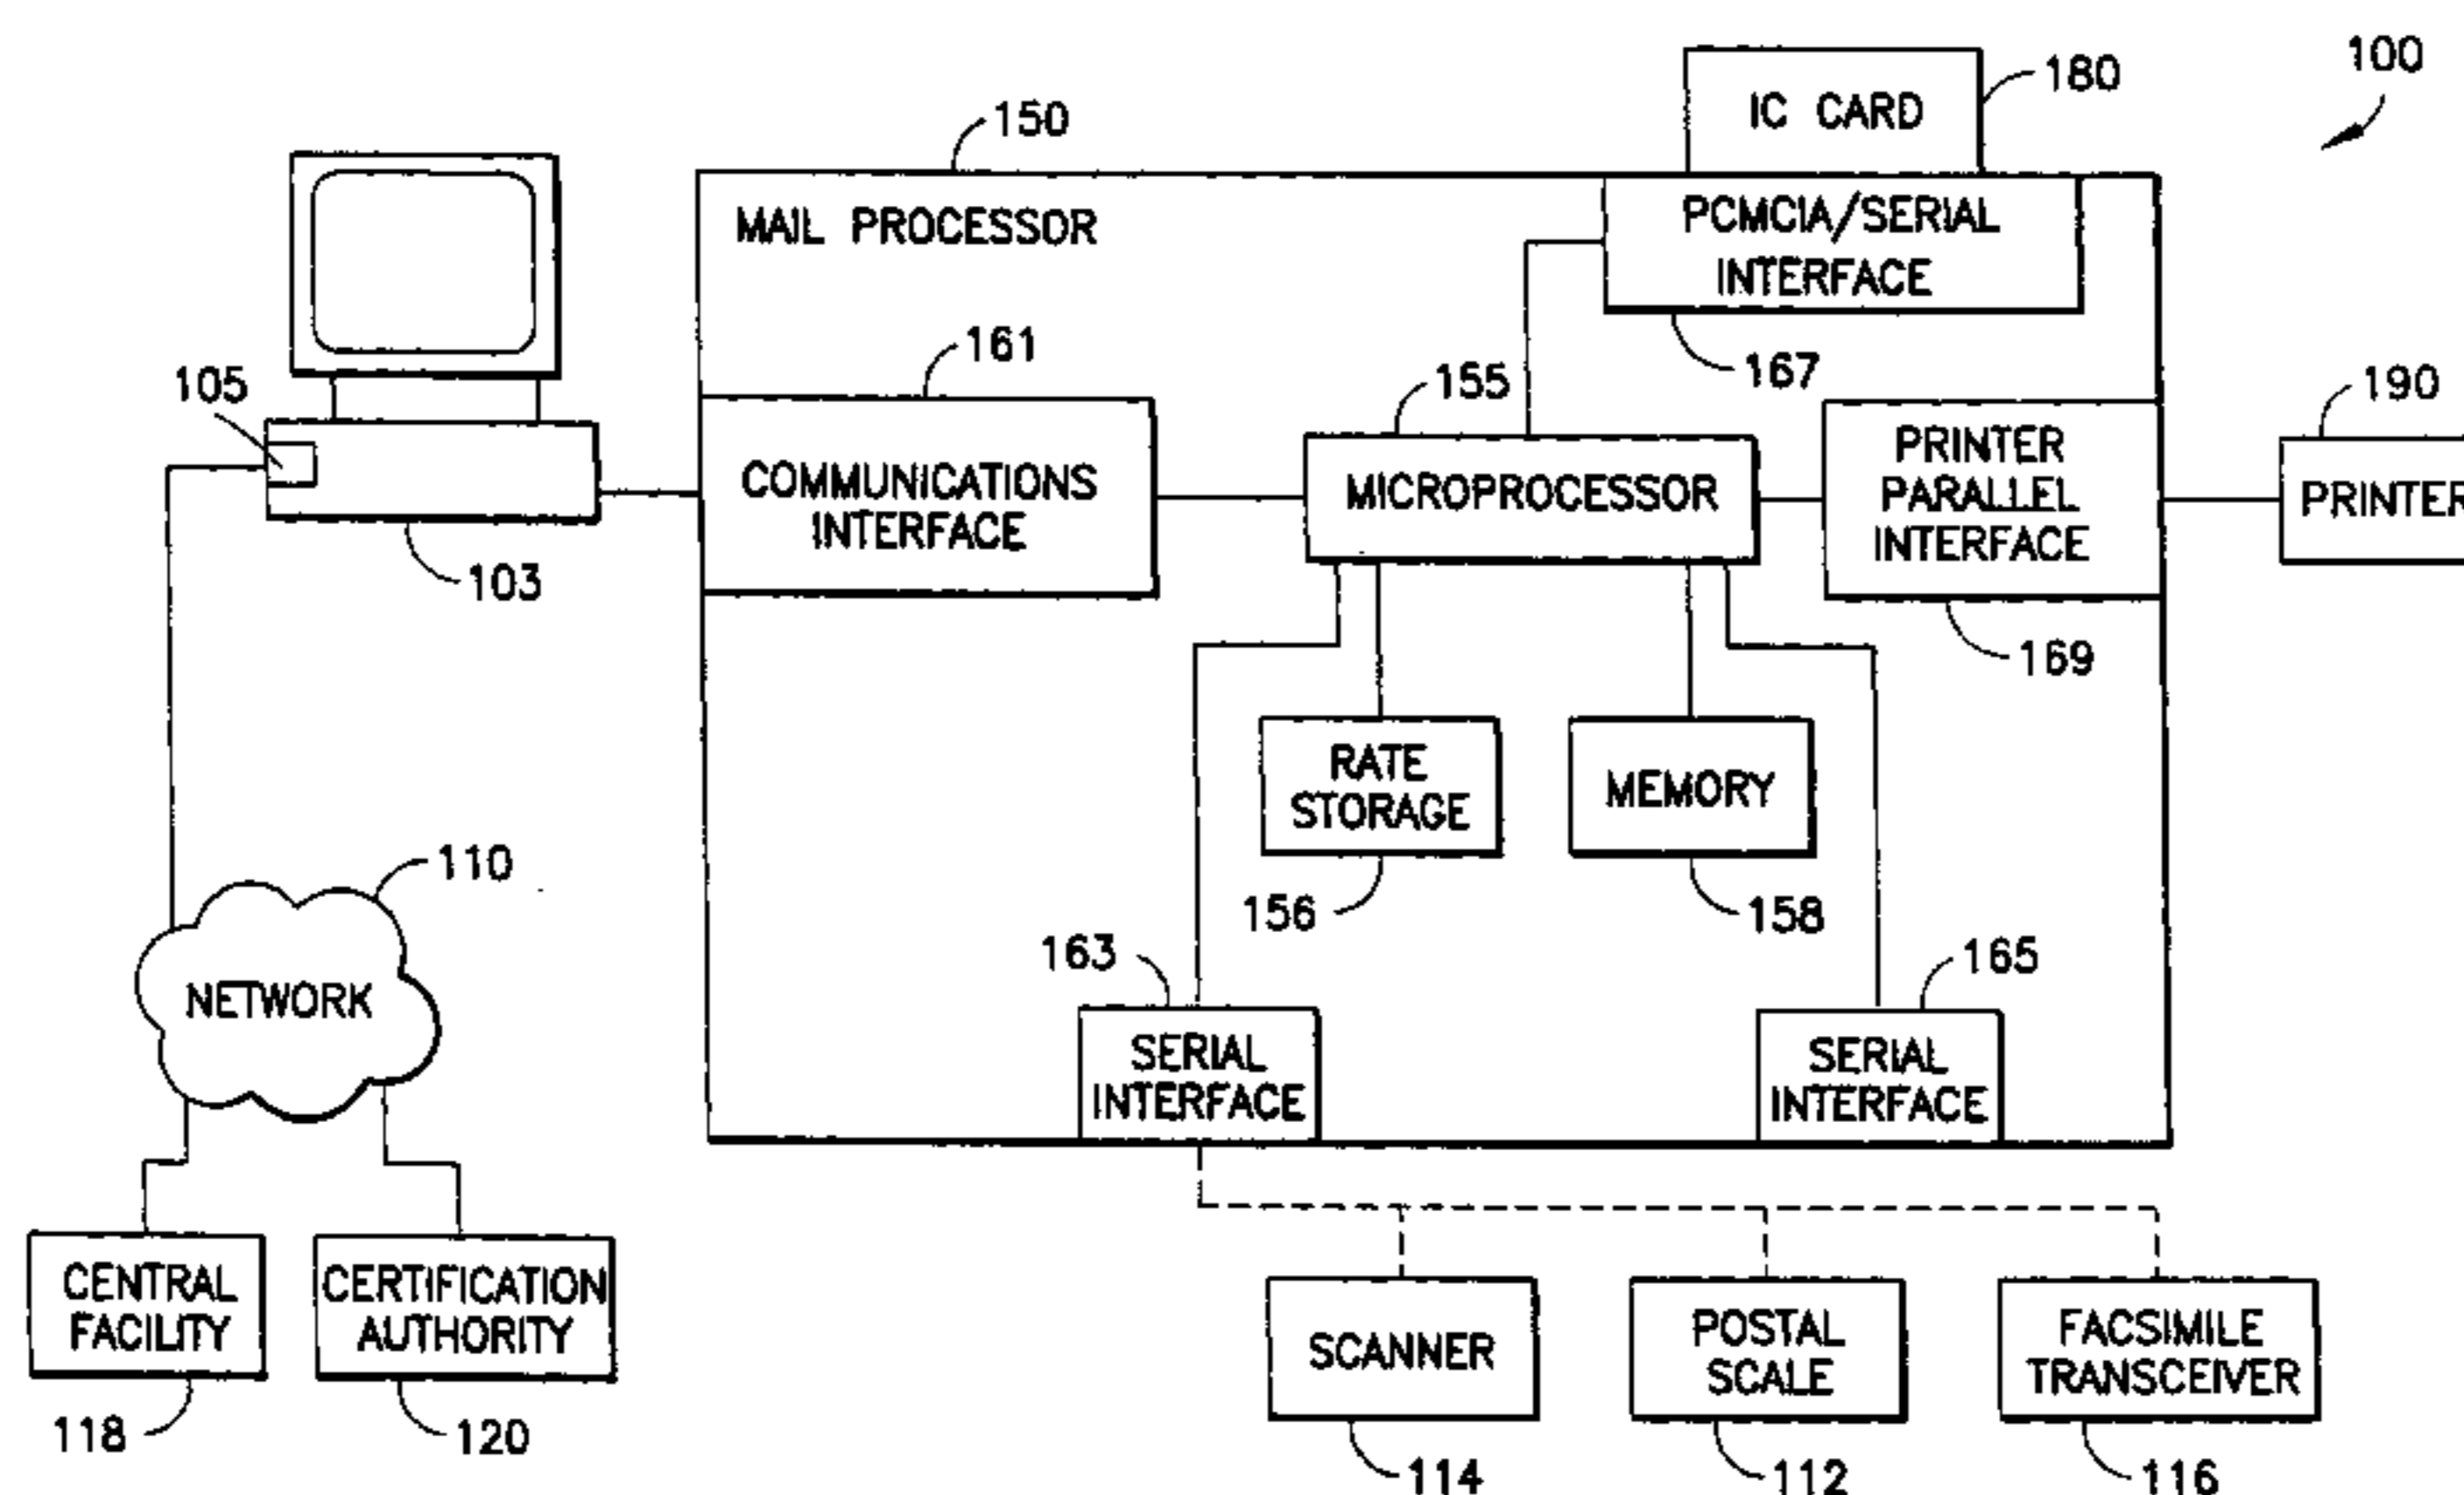 100
180
IC CARD
150
MAIL PROCESSOR
PCMCIA/SERIAL
INTERFACE
161
167
155
105
190
COMMUNICATIONS
INTERFACE
MICROPROCESSOR
PRINTER
PARALLEL
INTERFACE
PRINTER
103
169
RATE
STORAGE
MEMORY
110
156
158
163
165
NETWORK
SERIAL
INTERFACE
SERIAL
INTERFACE
CENTRAL
FACILITY
CERTIFICATION
AUTHORITY
SCANNER
POSTAL
SCALE
FACSIMILE
TRANSCEIVER
118
120
114
112
116